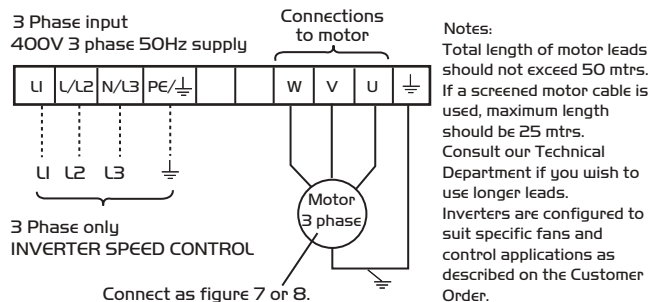 3 Phase input
400V 3 phase 50Hz supply
Connections
to motor
L1 L/L2 N/L3 PE/⏚ W V U ⏚
L1 L2 L3 ⏚
3 Phase only
INVERTER SPEED CONTROL
Motor
3 phase
Connect as figure 7 or 8.
Notes:
Total length of motor leads
should not exceed 50 mtrs.
If a screened motor cable is
used, maximum length
should be 25 mtrs.
Consult our Technical
Department if you wish to
use longer leads.
Inverters are configured to
suit specific fans and
control applications as
described on the Customer
Order.